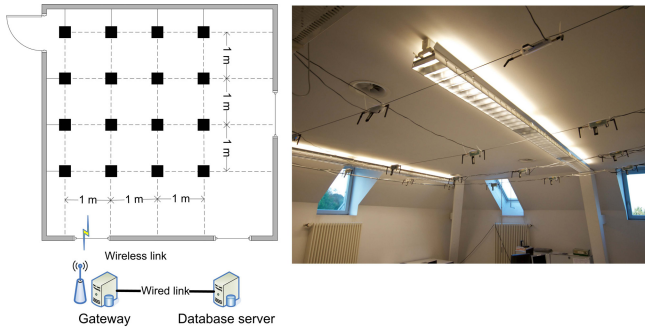 1 m
1 m
1 m
1 m 1 m 1 m
Wireless link
Wired link
Gateway Database server